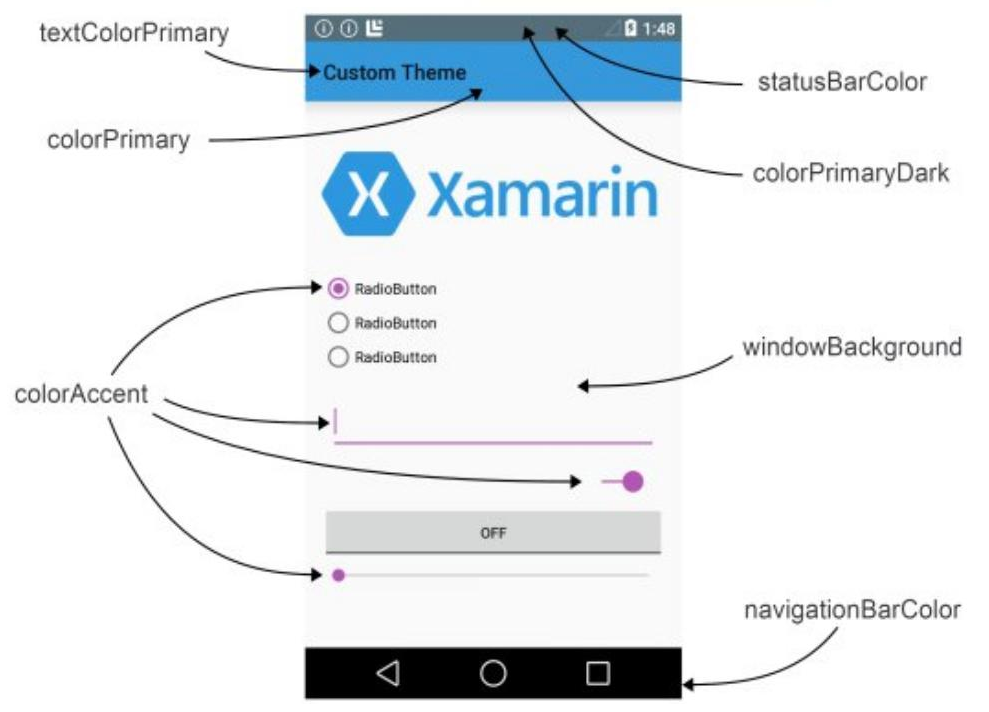 textColorPrimary
1:48
Custom Theme
statusBarColor
colorPrimary
colorPrimaryDark
Xamarin
RadioButton
RadioButton
RadioButton
windowBackground
colorAccent
OFF
navigationBarColor